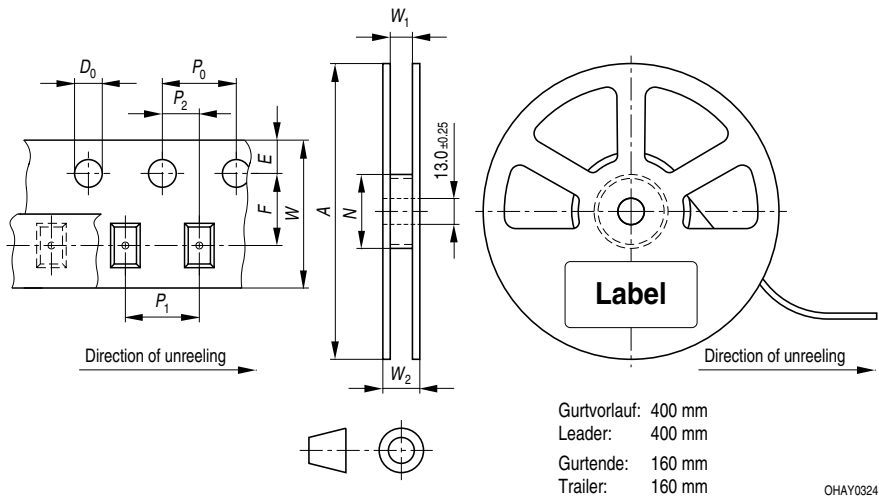 W1
D0
P0
P2
E
F
W
P1
Direction of unreeling
A
N
13.0 ±0.25
W2
Label
Direction of unreeling
Gurtvorlauf: 400 mm
Leader: 400 mm
Gurtende: 160 mm
Trailer: 160 mm
OHAY0324